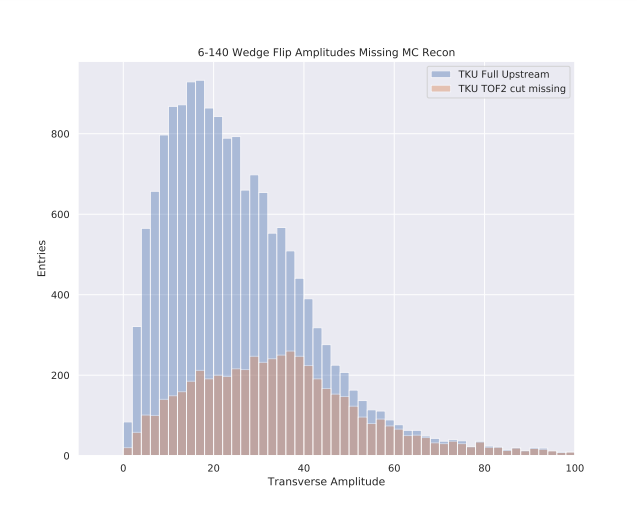 6-140 Wedge Flip Amplitudes Missing MC Recon
TKU Full Upstream
TKU TOF2 cut missing
800
600
400
200
0
Entries
0 20 40 60 80 100
Transverse Amplitude